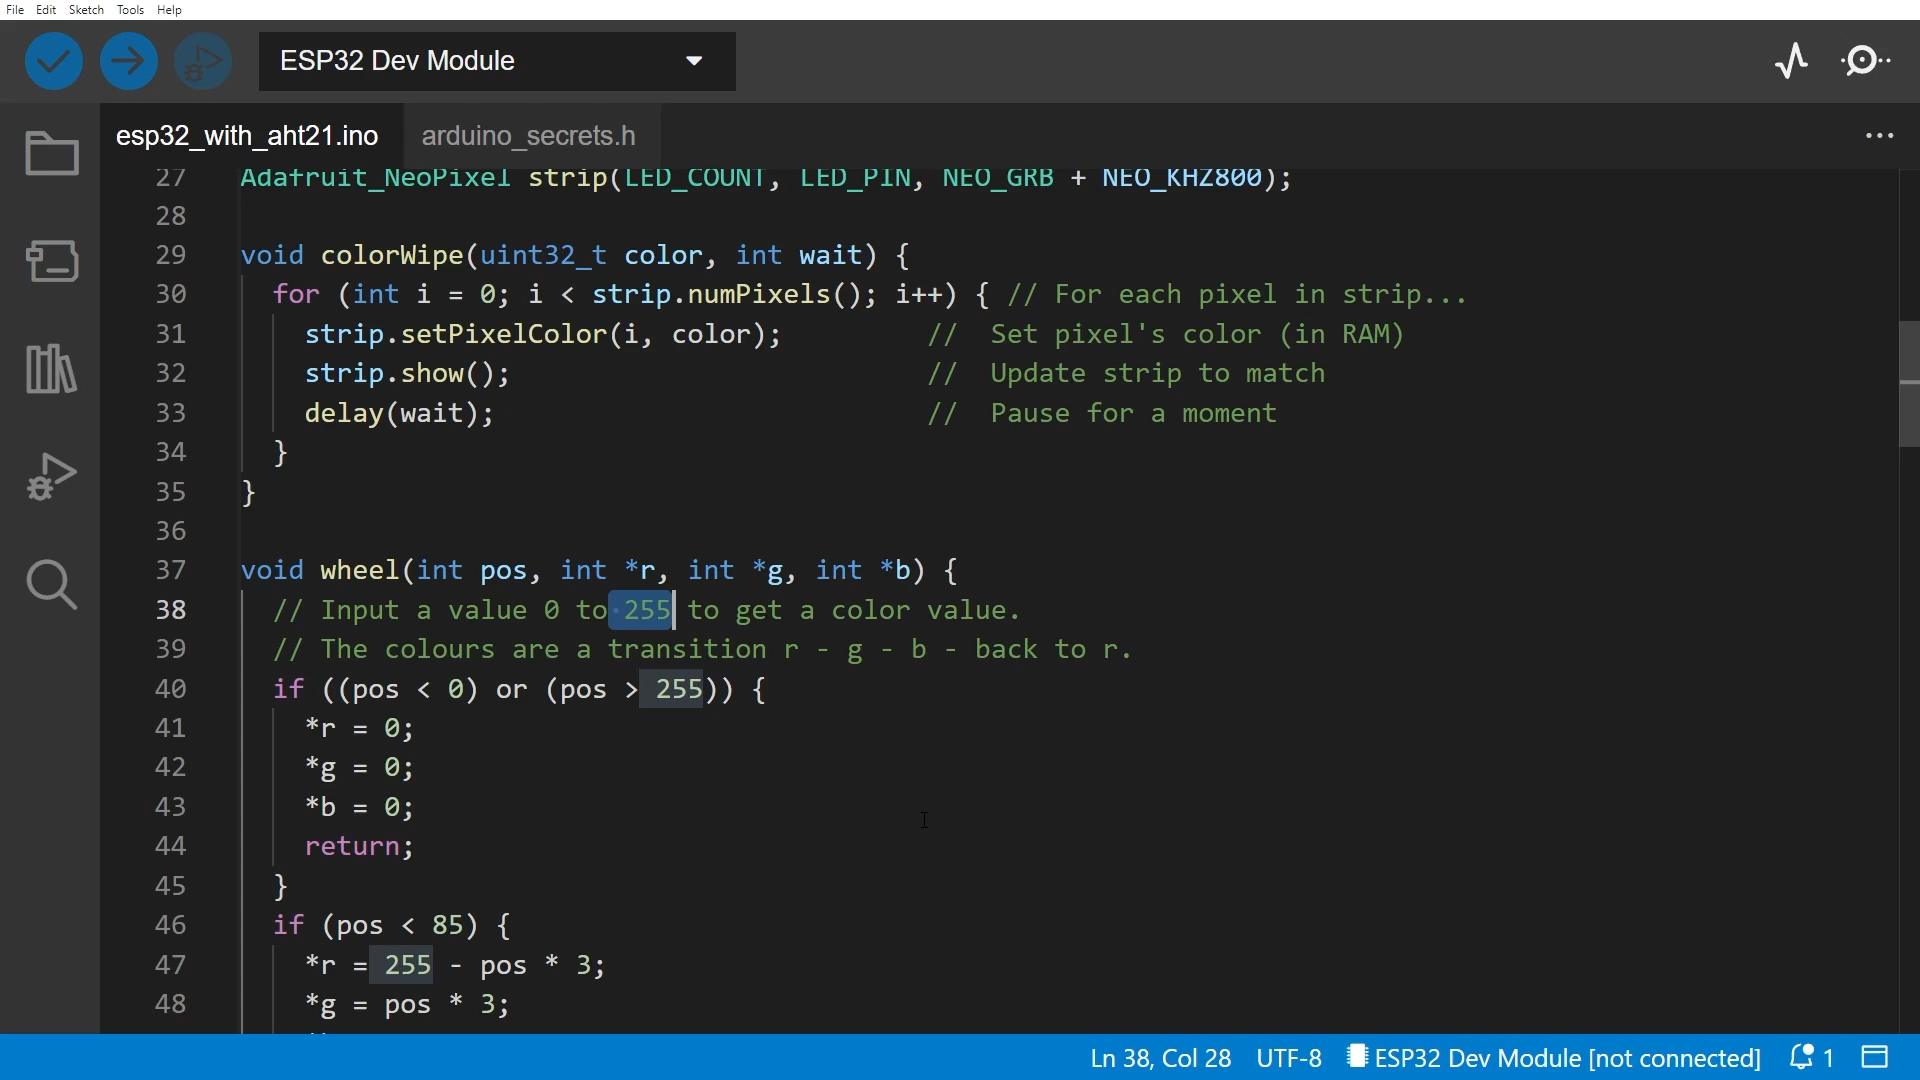 File Edit Sketch Tools Help
ESP32 Dev Module
esp32_with_aht21.ino arduino_secrets.h
27 Adafruit_NeoPixel strip(LED_COUNT, LED_PIN, NEO_GRB + NEO_KHZ800);
28
29 void colorWipe(uint32_t color, int wait) {
30 for (int i = 0; i < strip.numPixels(); i++) { // For each pixel in strip...
31 strip.setPixelColor(i, color); // Set pixel's color (in RAM)
32 strip.show(); // Update strip to match
33 delay(wait); // Pause for a moment
34 }
35 }
36
37 void wheel(int pos, int *r, int *g, int *b) {
38 // Input a value 0 to 255 to get a color value.
39 // The colours are a transition r - g - b - back to r.
40 if ((pos < 0) or (pos > 255)) {
41 *r = 0;
42 *g = 0;
43 *b = 0;
44 return;
45 }
46 if (pos < 85) {
47 *r = 255 - pos * 3;
48 *g = pos * 3;
Ln 38, Col 28 UTF-8 ESP32 Dev Module [not connected] 1